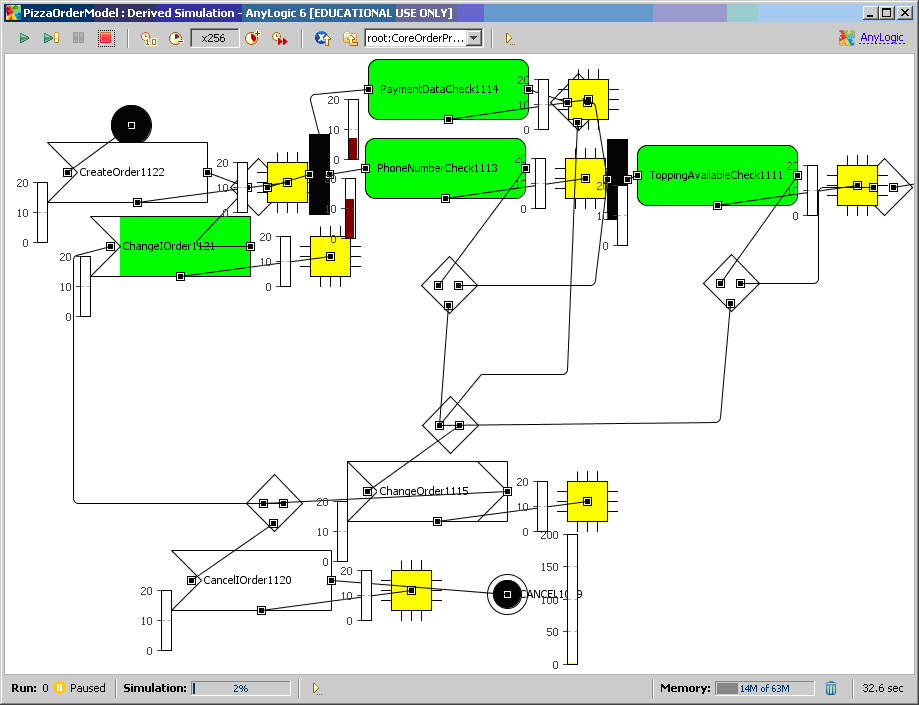 PizzaOrderModel : Derived Simulation - AnyLogic 6 [EDUCATIONAL USE ONLY]
x256
root:CoreOrderPr...
AnyLogic
PaymentDataCheck1114
20
10
0
20
10
0
CreateOrder1122
PhoneNumberCheck1113
ToppingAvailableCheck1111
20
10
0
20
10
0
20
10
0
20
10
0
20
10
0
20
10
0
ChangeIOrder1121
20
10
0
20
10
0
ChangeOrder1115
20
10
0
20
10
0
CancelIOrder1120
20
10
0
20
10
0
CANCEL1
9
200
100
50
0
Run: 0 Paused
Simulation: 2%
Memory: 14M of 63M
32.6 sec